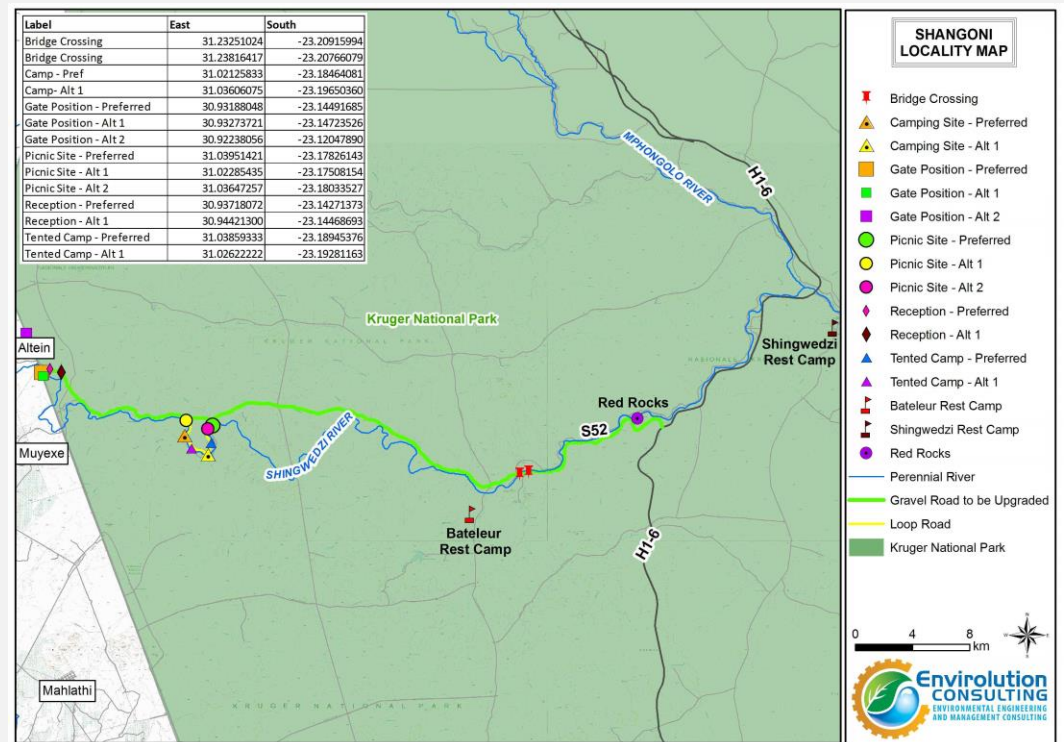 Label East South
Bridge Crossing 31.23251024 -23.20915994
Bridge Crossing 31.23816417 -23.20766079
Camp - Pref 31.02125833 -23.18464081
Camp- Alt 1 31.03606075 -23.19650360
Gate Position - Preferred 30.93188048 -23.14491685
Gate Position - Alt 1 30.93273721 -23.14723526
Gate Position - Alt 2 30.92238056 -23.12047890
Picnic Site - Preferred 31.03951421 -23.17826143
Picnic Site - Alt 1 31.02285435 -23.17508154
Picnic Site - Alt 2 31.03647257 -23.18033527
Reception - Preferred 30.93718072 -23.14271373
Reception - Alt 1 30.94421300 -23.14468693
Tented Camp - Preferred 31.03859333 -23.18945376
Tented Camp - Alt 1 31.02622222 -23.19281163
MPHONGOLO RIVER
H1-6
Kruger National Park
KRUGER NATIONAL PARK
Altein
Shingwedzi
Rest Camp
Red Rocks
S52
Muyexe
SHINGWEDZI RIVER
Bateleur
Rest Camp
H1-6
Mahlathi
KRUGER NATIONAL PARK
SHANGONI
LOCALITY MAP
Bridge Crossing
Camping Site - Preferred
Camping Site - Alt 1
Gate Position - Preferred
Gate Position - Alt 1
Gate Position - Alt 2
Picnic Site - Preferred
Picnic Site - Alt 1
Picnic Site - Alt 2
Reception - Preferred
Reception - Alt 1
Tented Camp - Preferred
Tented Camp - Alt 1
Bateleur Rest Camp
Shingwedzi Rest Camp
Red Rocks
Perennial River
Gravel Road to be Upgraded
Loop Road
Kruger National Park
0 4 8
km
N
W E
S
Envirolution
CONSULTING
ENVIRONMENTAL ENGINEERING
AND MANAGEMENT CONSULTING